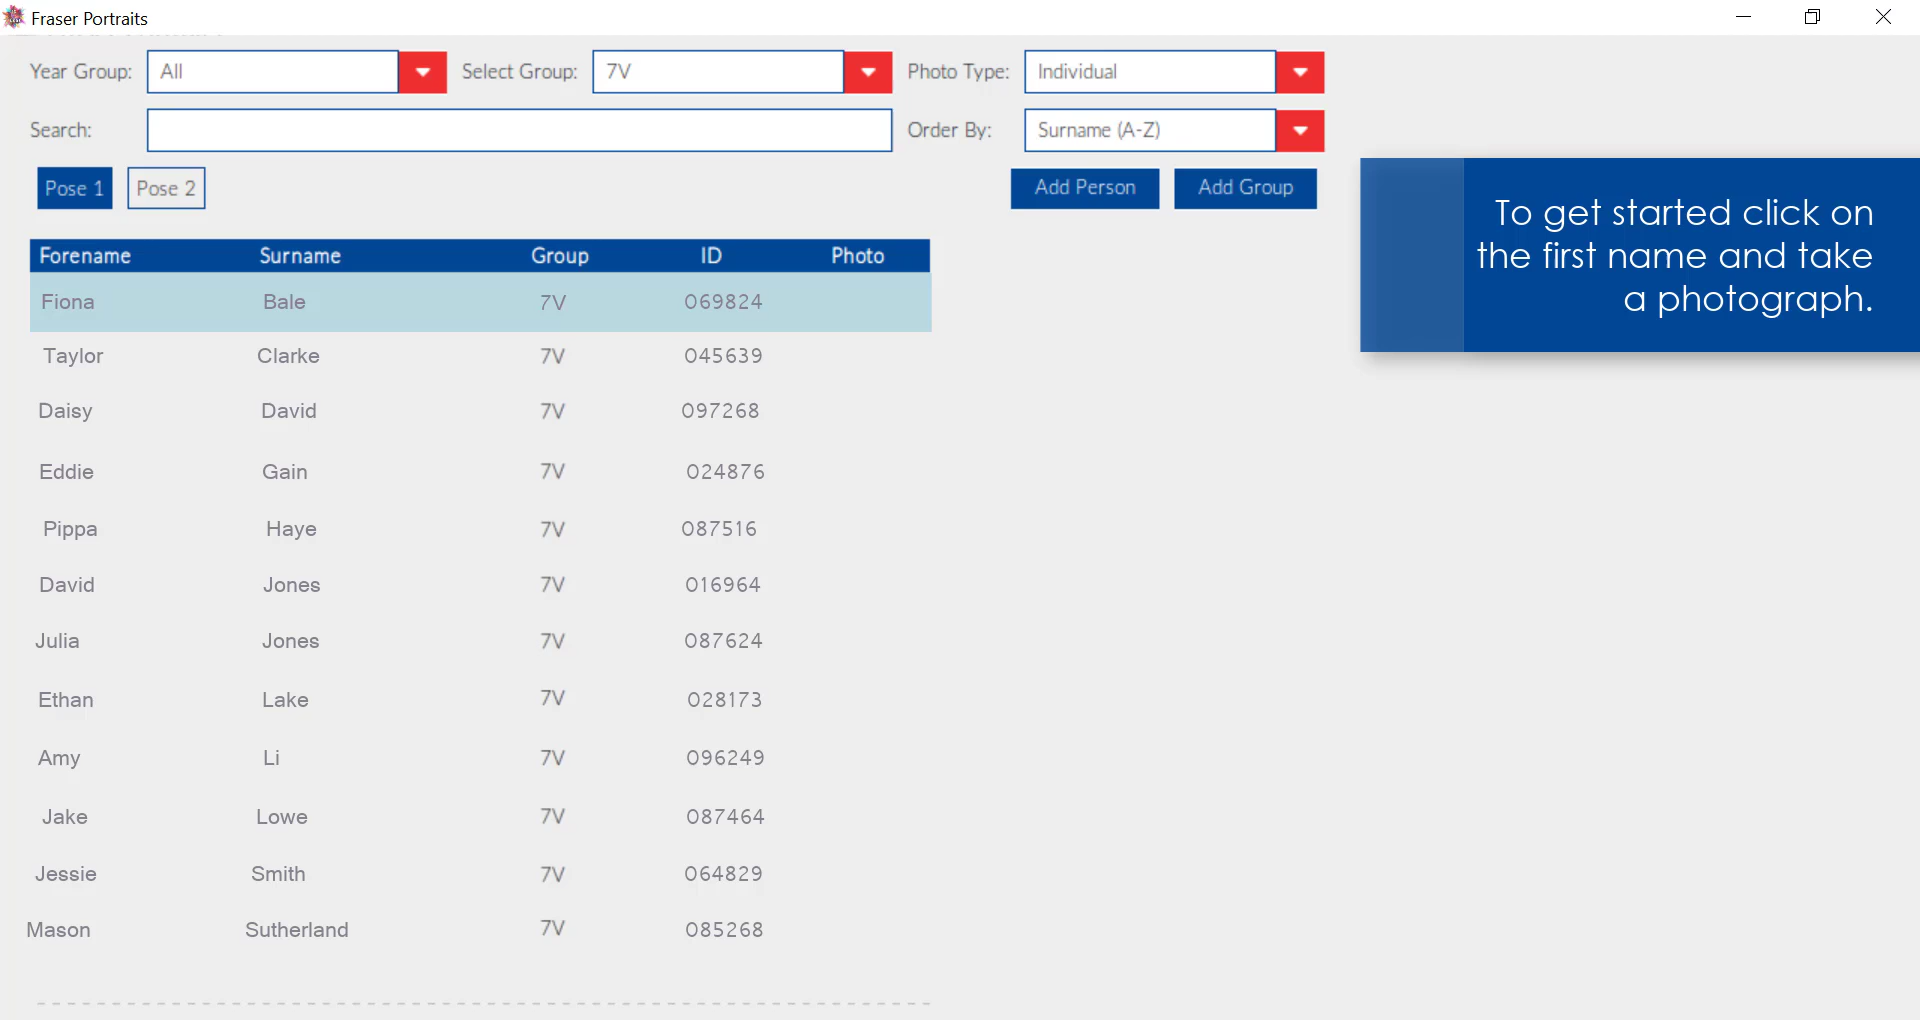 Fraser Portraits
Year Group: All Select Group: 7V Photo Type: Individual
Search: Order By: Surname (A-Z)
Pose 1 Pose 2 Add Person Add Group
To get started click on
the first name and take
a photograph.
Forename Surname Group ID Photo
Fiona Bale 7V 069824
Taylor Clarke 7V 045639
Daisy David 7V 097268
Eddie Gain 7V 024876
Pippa Haye 7V 087516
David Jones 7V 016964
Julia Jones 7V 087624
Ethan Lake 7V 028173
Amy Li 7V 096249
Jake Lowe 7V 087464
Jessie Smith 7V 064829
Mason Sutherland 7V 085268